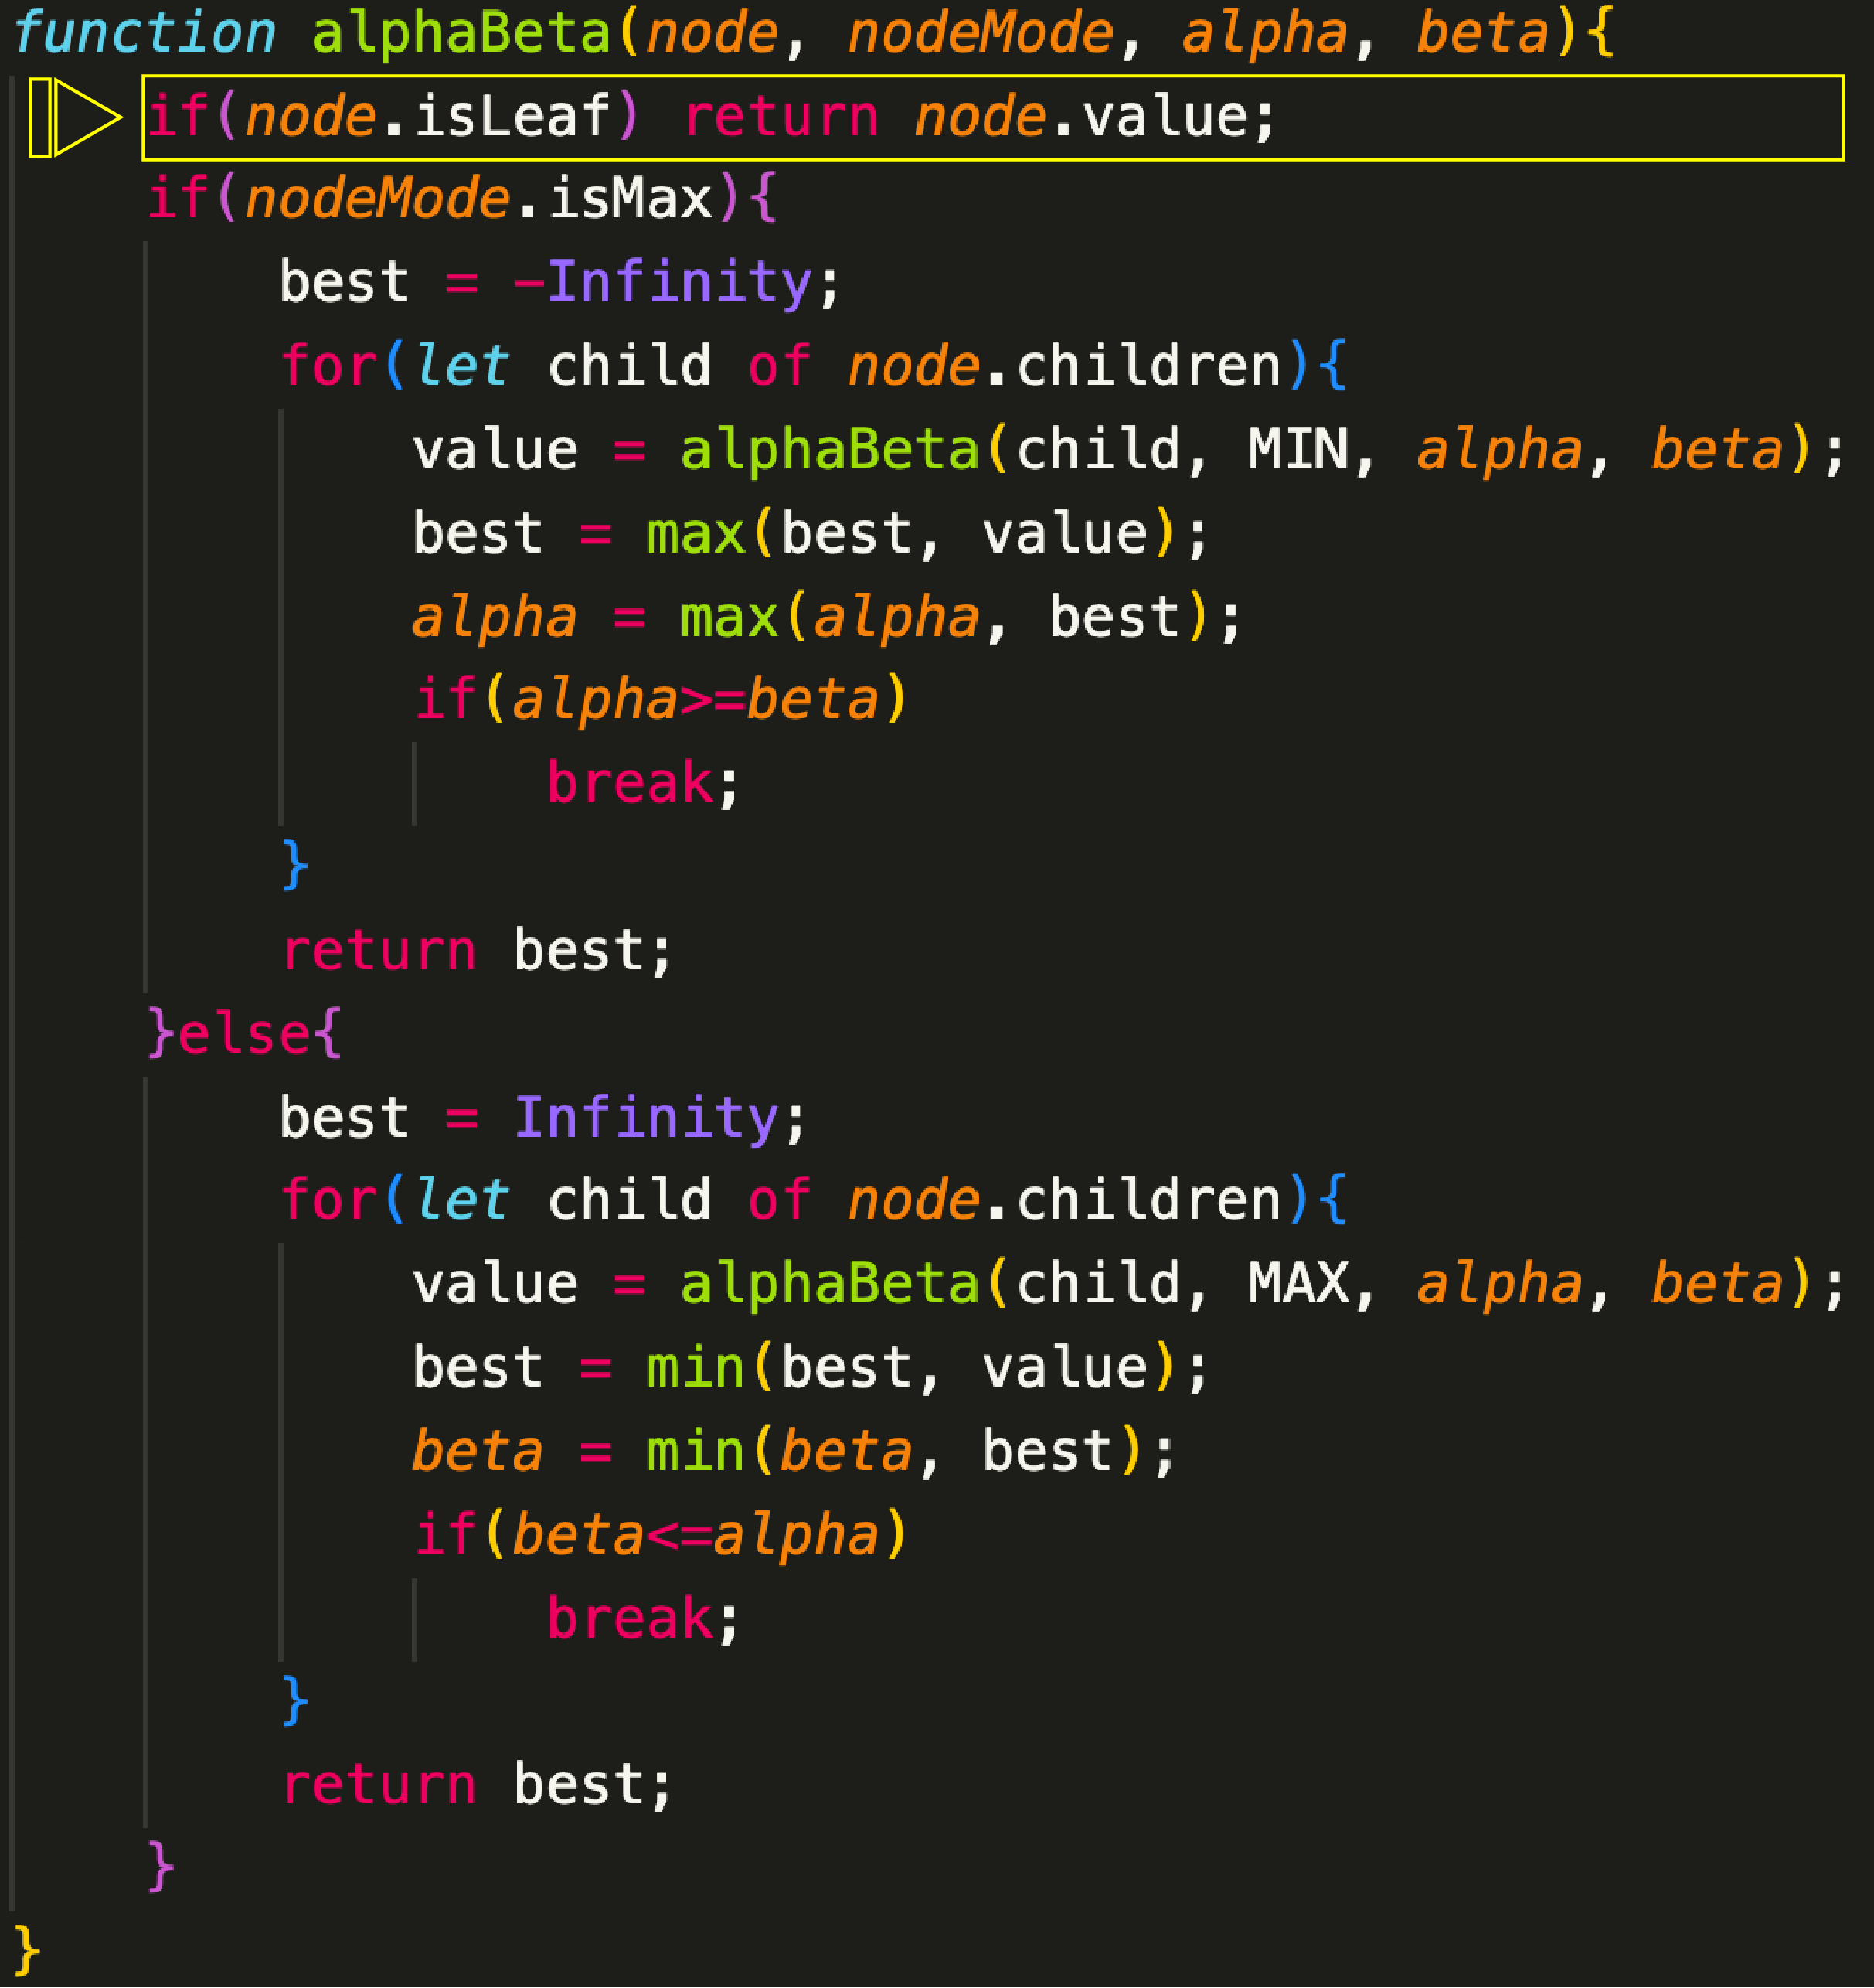 function alphaBeta(node, nodeMode, alpha, beta){
if(node.isLeaf) return node.value;
if(nodeMode.isMax){
best = -Infinity;
for(let child of node.children){
value = alphaBeta(child, MIN, alpha, beta);
best = max(best, value);
alpha = max(alpha, best);
if(alpha>=beta)
break;
}
return best;
}else{
best = Infinity;
for(let child of node.children){
value = alphaBeta(child, MAX, alpha, beta);
best = min(best, value);
beta = min(beta, best);
if(beta<=alpha)
break;
}
return best;
}
}